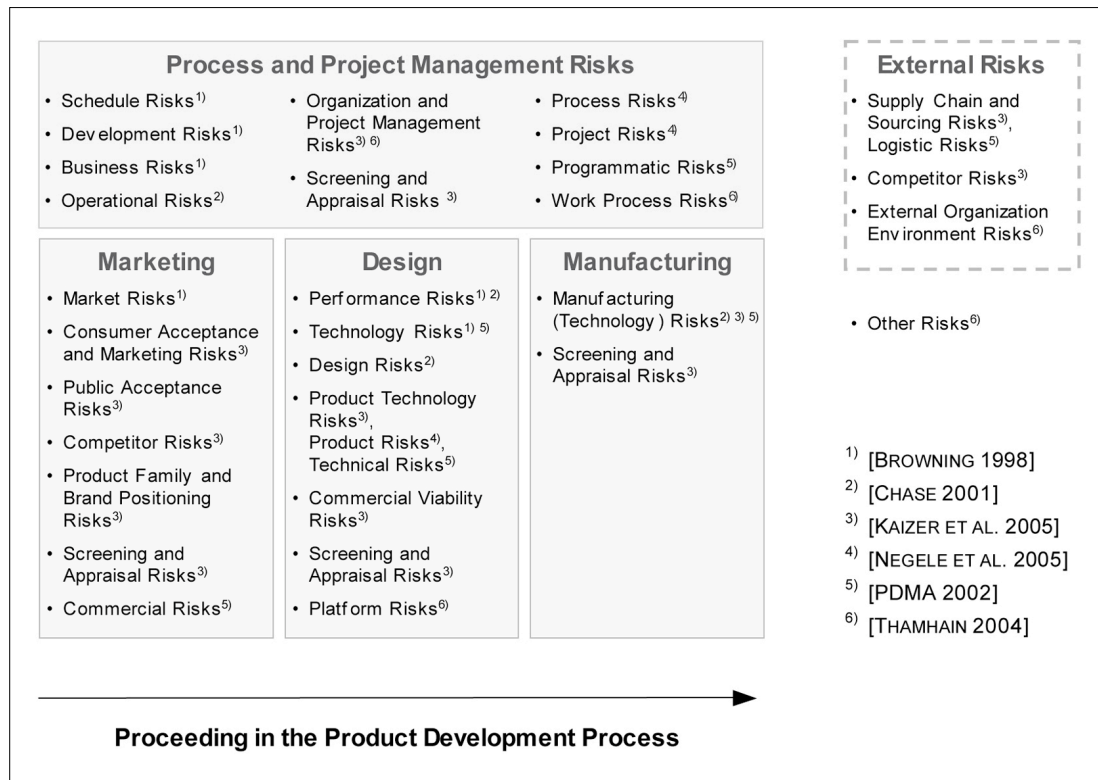 Process and Project Management Risks
• Schedule Risks1)
• Development Risks1)
• Business Risks1)
• Operational Risks2)
• Organization and
Project Management
Risks3) 6)
• Screening and
Appraisal Risks 3)
• Process Risks4)
• Project Risks4)
• Programmatic Risks5)
• Work Process Risks6)
External Risks
• Supply Chain and
Sourcing Risks3),
Logistic Risks5)
• Competitor Risks3)
• External Organization
Environment Risks6)
Marketing
• Market Risks1)
• Consumer Acceptance
and Marketing Risks3)
• Public Acceptance
Risks3)
• Competitor Risks3)
• Product Family and
Brand Positioning
Risks3)
• Screening and
Appraisal Risks3)
• Commercial Risks5)
Design
• Performance Risks1) 2)
• Technology Risks1) 5)
• Design Risks2)
• Product Technology
Risks3),
Product Risks4),
Technical Risks5)
• Commercial Viability
Risks3)
• Screening and
Appraisal Risks3)
• Platform Risks6)
Manufacturing
• Manufacturing
(Technology) Risks2) 3) 5)
• Screening and
Appraisal Risks3)
• Other Risks6)
1) [BROWNING 1998]
2) [CHASE 2001]
3) [KAIZER ET AL. 2005]
4) [NEGELE ET AL. 2005]
5) [PDMA 2002]
6) [THAMHAIN 2004]
Proceeding in the Product Development Process